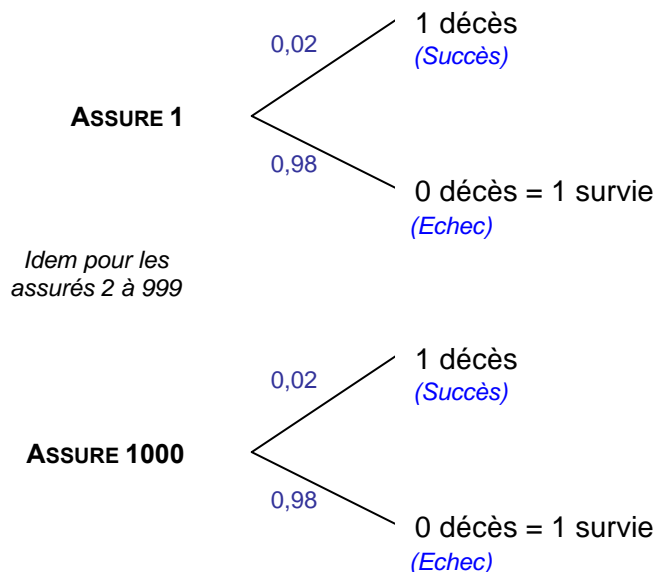 1 décès
0,02
(Succès)
ASSURE 1
0,98
0 décès = 1 survie
(Echec)
Idem pour les
assurés 2 à 999
1 décès
0,02
(Succès)
ASSURE 1000
0,98
0 décès = 1 survie
(Echec)